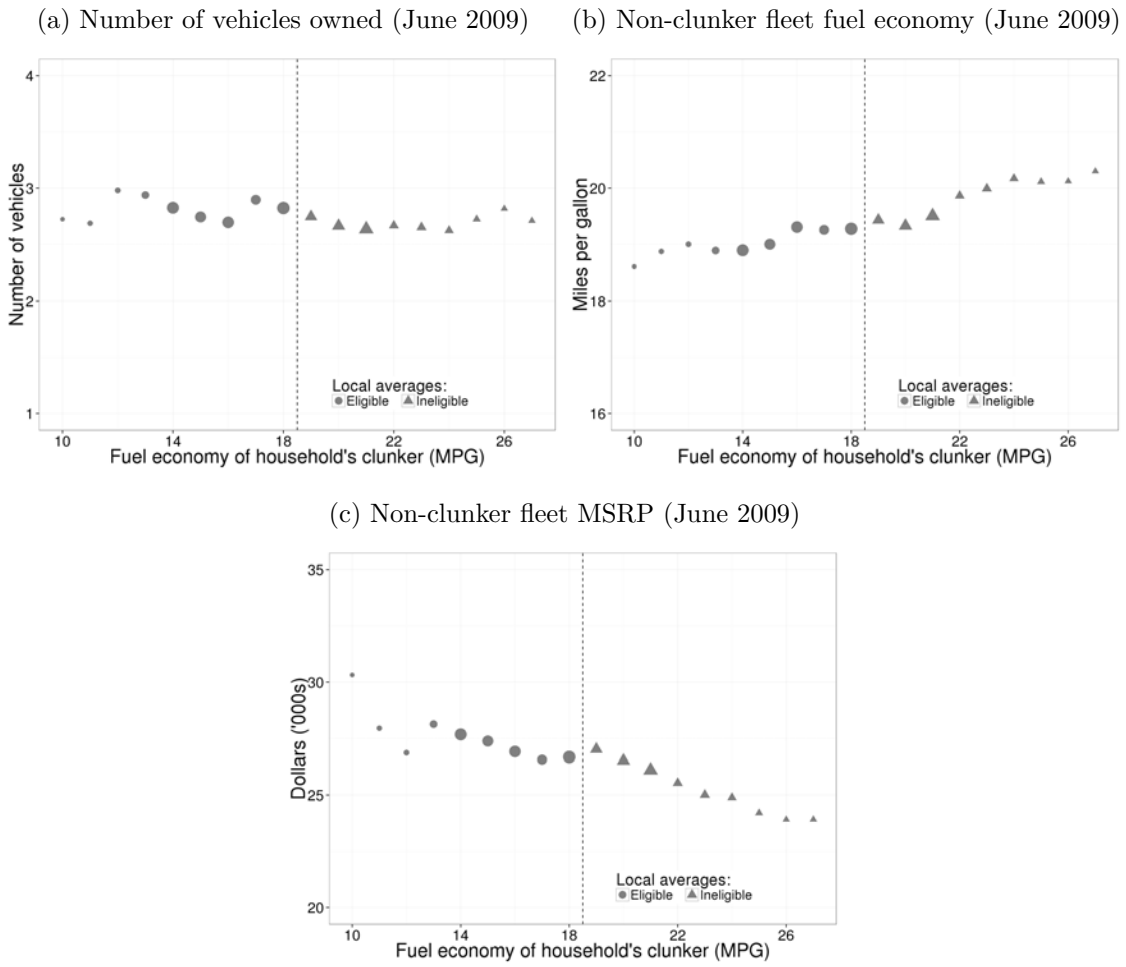 (a) Number of vehicles owned (June 2009)
4
3
2
1
Number of vehicles
Local averages:
Eligible Ineligible
10 14 18 22 26
Fuel economy of household's clunker (MPG)
(b) Non-clunker fleet fuel economy (June 2009)
22
20
18
16
Miles per gallon
Local averages:
Eligible Ineligible
10 14 18 22 26
Fuel economy of household's clunker (MPG)
(c) Non-clunker fleet MSRP (June 2009)
35
30
25
20
Dollars ('000s)
Local averages:
Eligible Ineligible
10 14 18 22 26
Fuel economy of household's clunker (MPG)